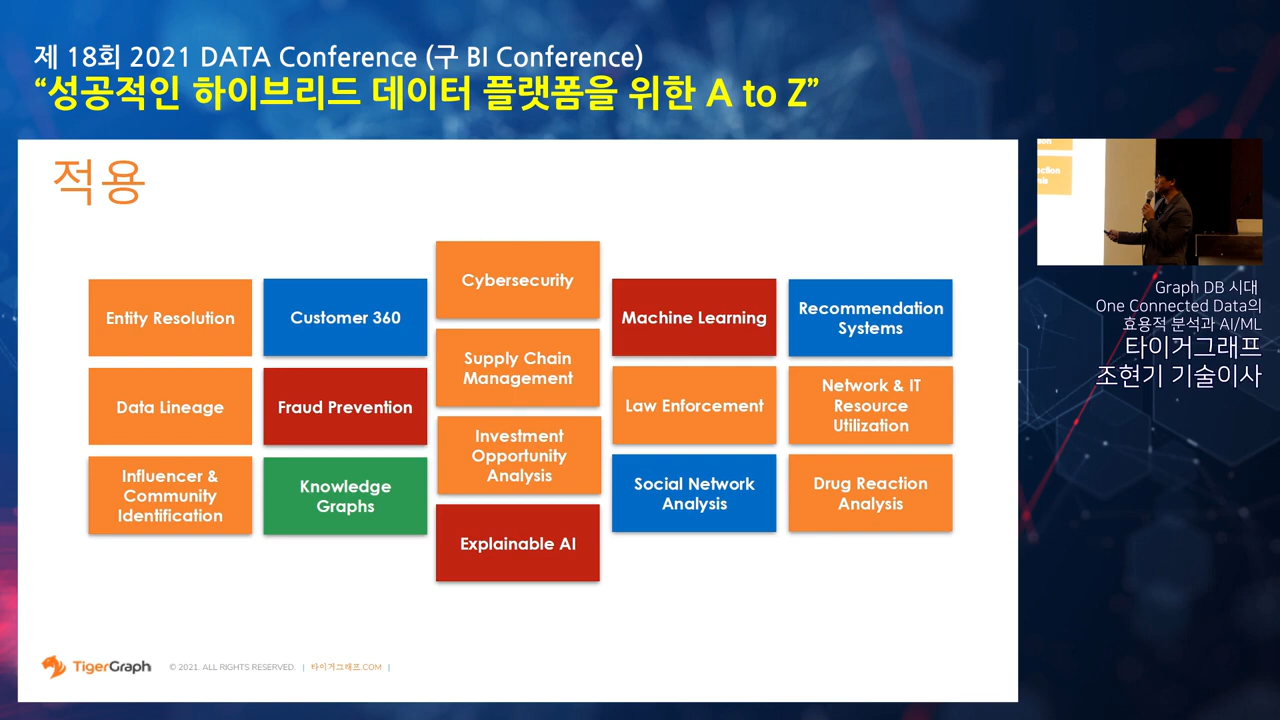 제 18회 2021 DATA Conference (구 BI Conference)
“성공적인 하이브리드 데이터 플랫폼을 위한 A to Z”
적용
Entity Resolution
Data Lineage
Influencer &
Community
Identification
Customer 360
Fraud Prevention
Knowledge
Graphs
Cybersecurity
Supply Chain
Management
Investment
Opportunity
Analysis
Explainable AI
Machine Learning
Law Enforcement
Social Network
Analysis
Recommendation
Systems
Network & IT
Resource
Utilization
Drug Reaction
Analysis
TigerGraph
© 2021. ALL RIGHTS RESERVED. | 타이거그래프.COM |
Graph DB 시대
One Connected Data의
효용적 분석과 AI/ML
타이거그래프
조현기 기술이사